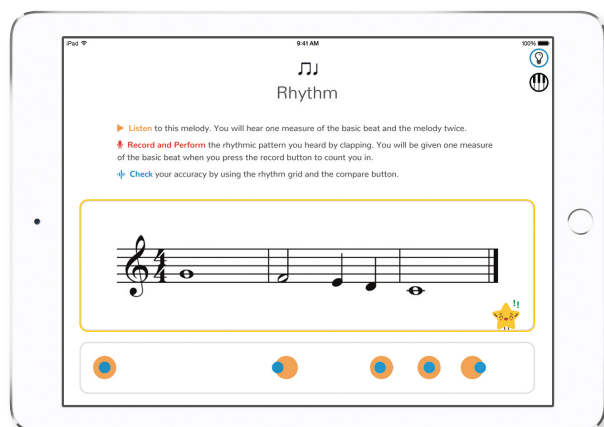 iPad
9:41 AM
100%
Rhythm
Listen to this melody. You will hear one measure of the basic beat and the melody twice.
Record and Perform the rhythmic pattern you heard by clapping. You will be given one measure
of the basic beat when you press the record button to count you in.
Check your accuracy by using the rhythm grid and the compare button.
4
4
!!